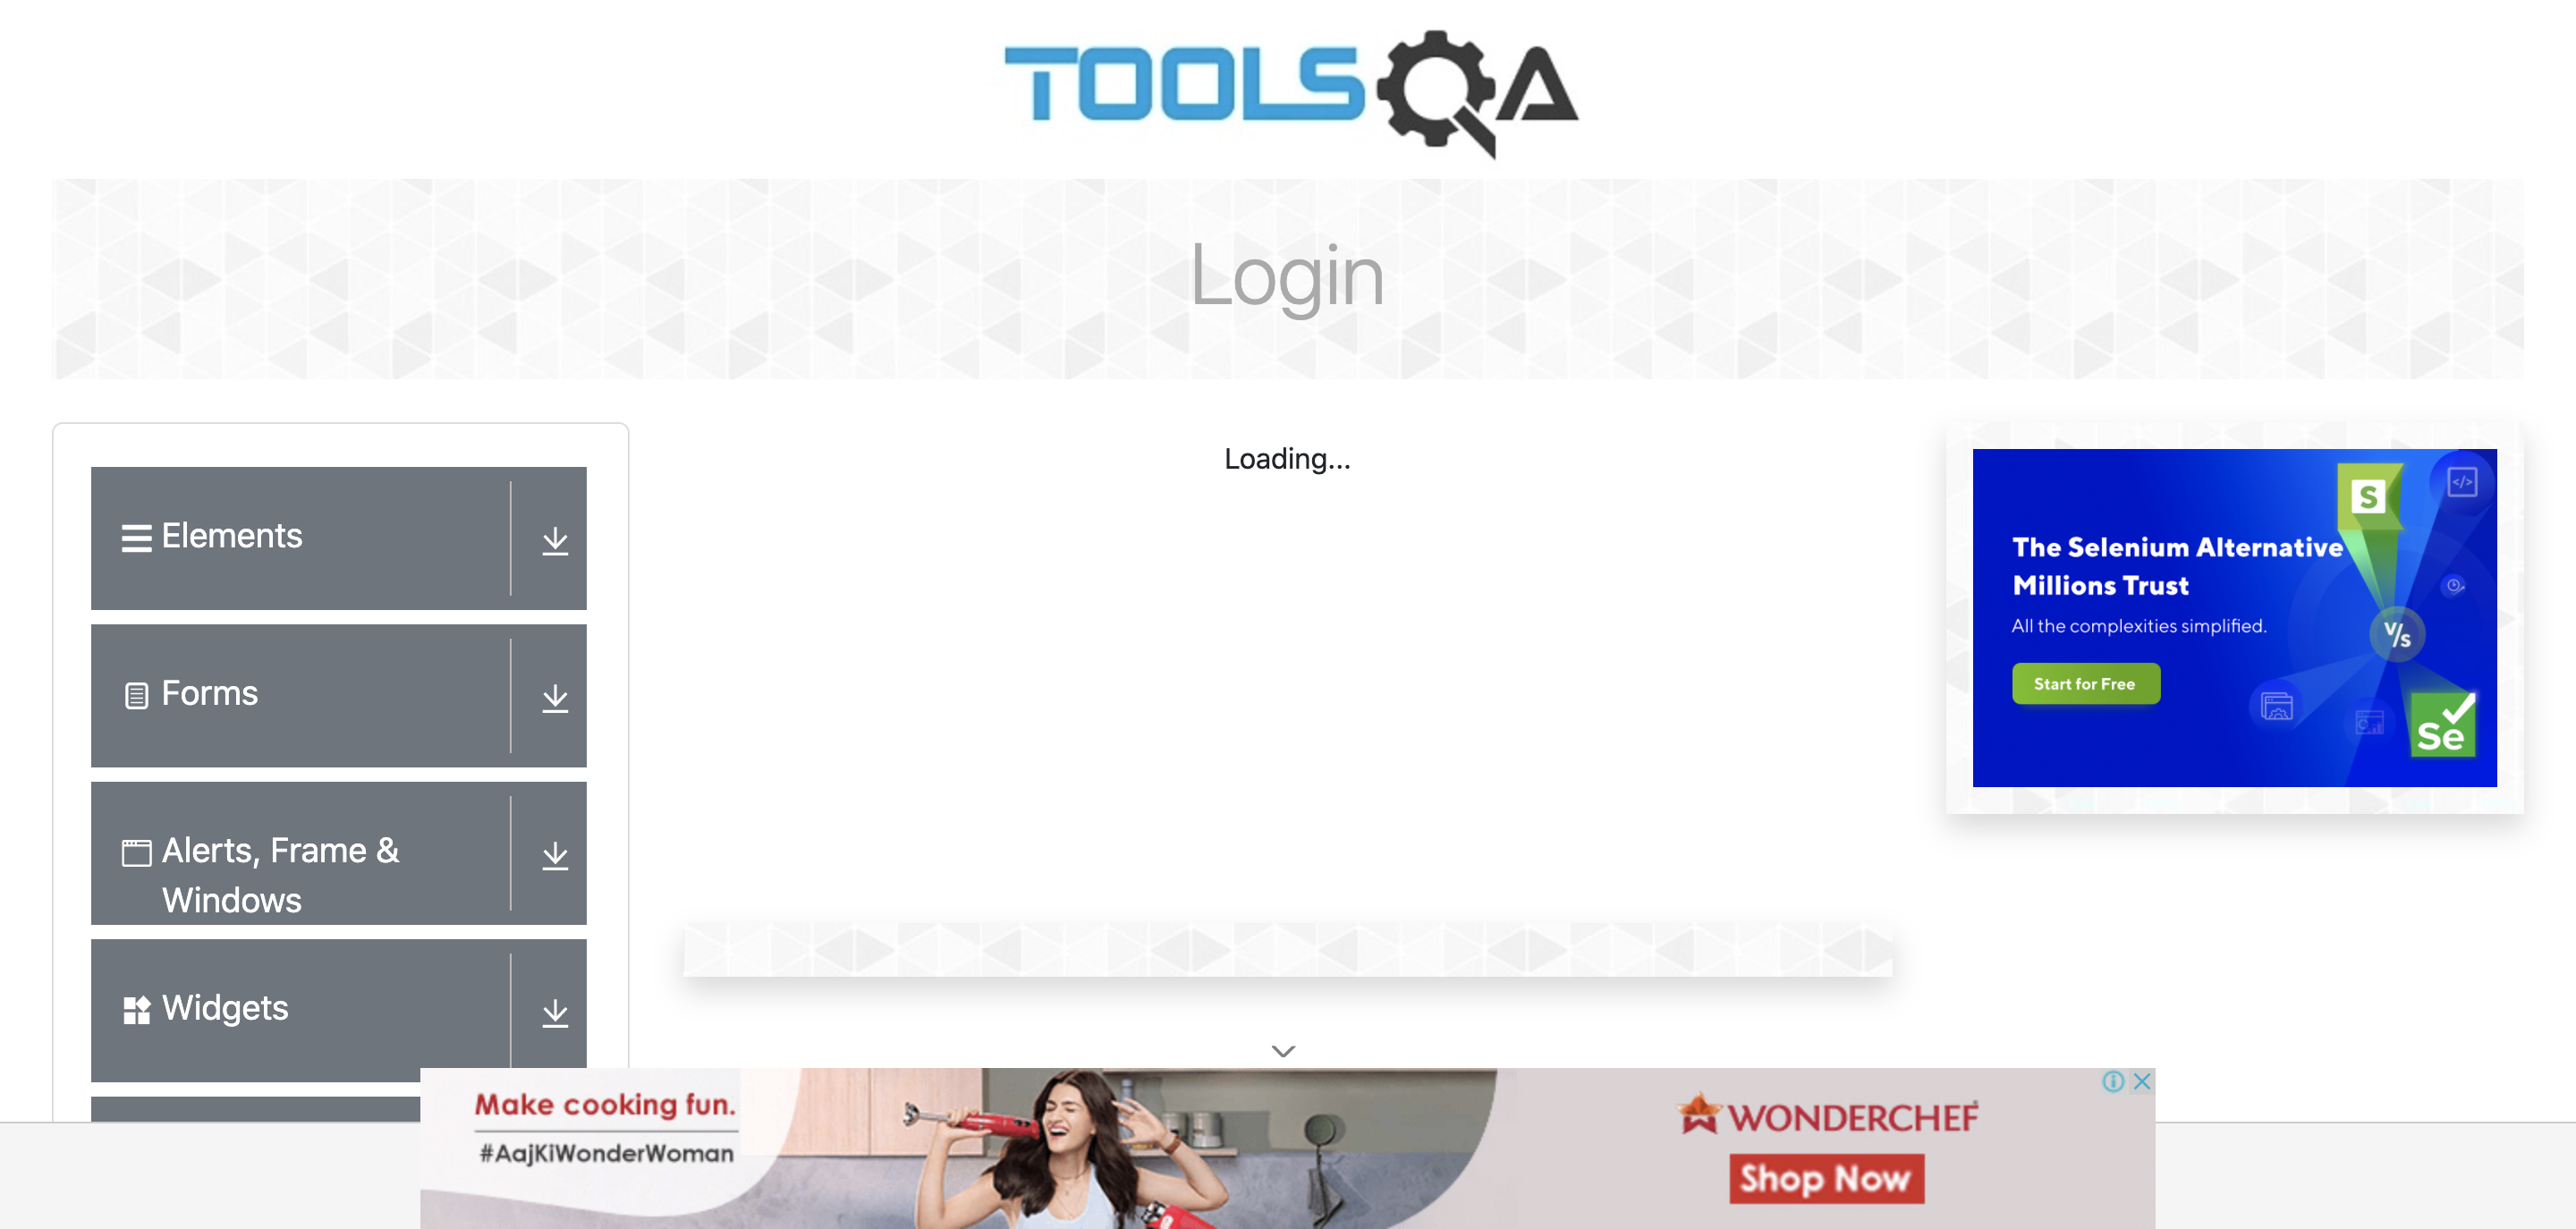 TOOLSQA
Login
Elements
Forms
Alerts, Frame &
Windows
Widgets
Loading...
The Selenium Alternative
Millions Trust
All the complexities simplified.
Start for Free
S
</>
V/s
Se
Make cooking fun.
#AajKiWonderWoman
WONDERCHEF
Shop Now